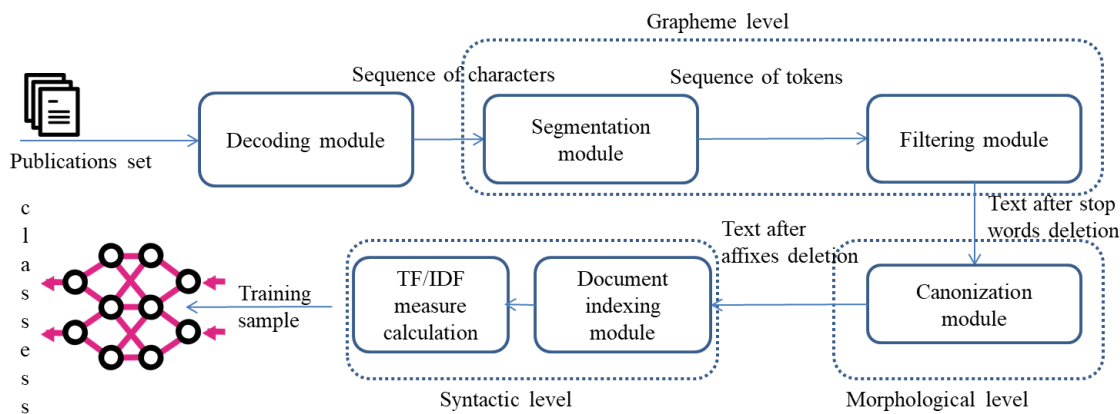 Grapheme level
Sequence of characters
Sequence of tokens
Decoding module
Segmentation
module
Filtering module
Publications set
Text after stop
words deletion
Text after
affixes deletion
Canonization
module
Document
indexing
module
TF/IDF
measure
calculation
Training
sample
c
l
a
s
s
e
s
s
Syntactic level
Morphological level